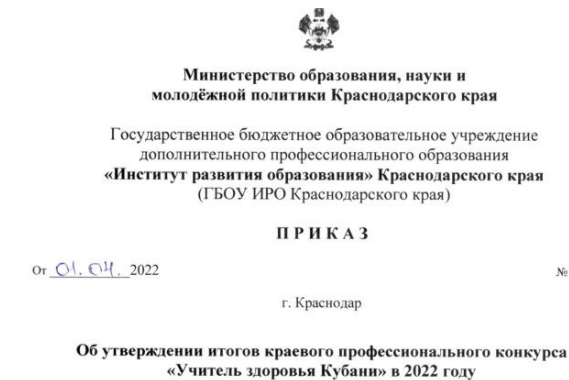 Министерство образования, науки и
молодёжной политики Краснодарского края
Государственное бюджетное образовательное учреждение
дополнительного профессионального образования
«Институт развития образования» Краснодарского края
(ГБОУ ИРО Краснодарского края)
П Р И К А З
От 01.04. 2022 №
г. Краснодар
Об утверждении итогов краевого профессионального конкурса
«Учитель здоровья Кубани» в 2022 году